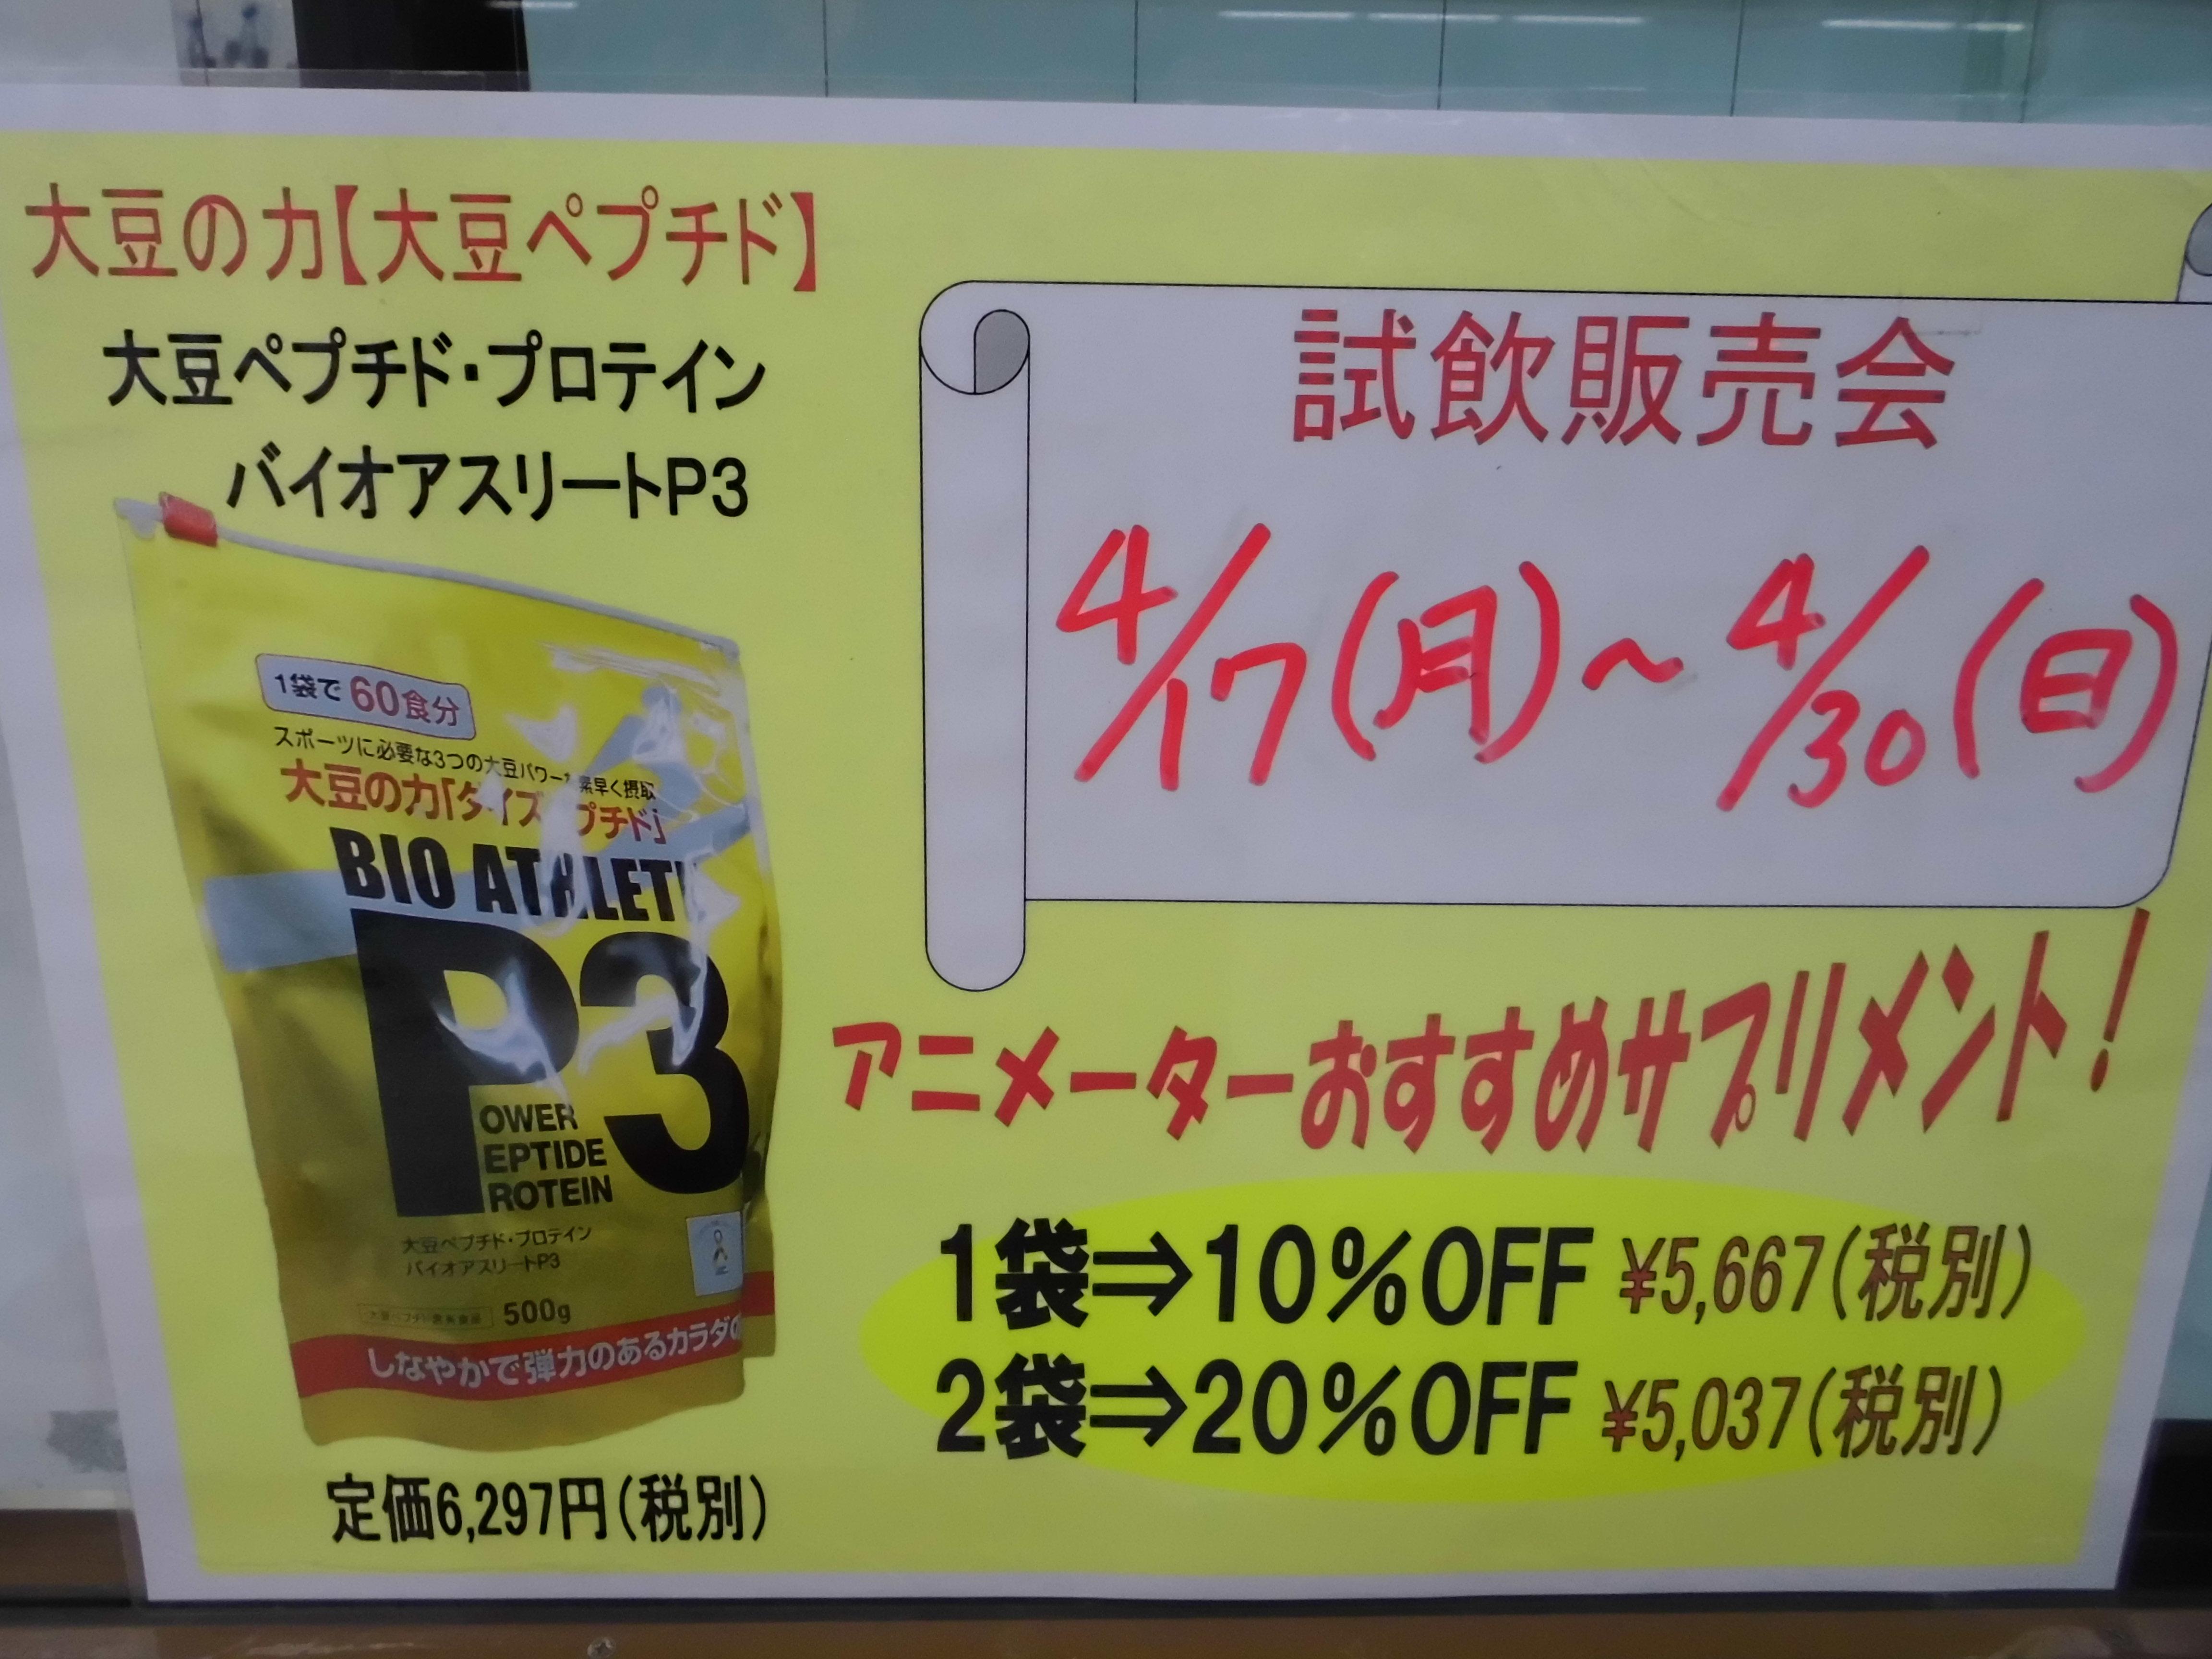 大豆の力【大豆ペプチド】
大豆ペプチド・プロテイン
バイオアスリートP3
1袋で60食分
スポーツに必要な3つの大豆パワー 素早く摂取
大豆の力「ダイズ プチド」
BIO ATHLET
P3
POWER
PEPTIDE
PROTEIN
大豆ペプチド・プロテイン
バイオアスリートP3
500g
しなやかで弾力のあるカラダ
定価6,297円(税別)
試飲販売会
4/17(月)~4/30(日)
アニメーターおすすめサプリメント!
1袋⇒10%OFF ¥5,667(税別)
2袋⇒20%OFF ¥5,037(税別)